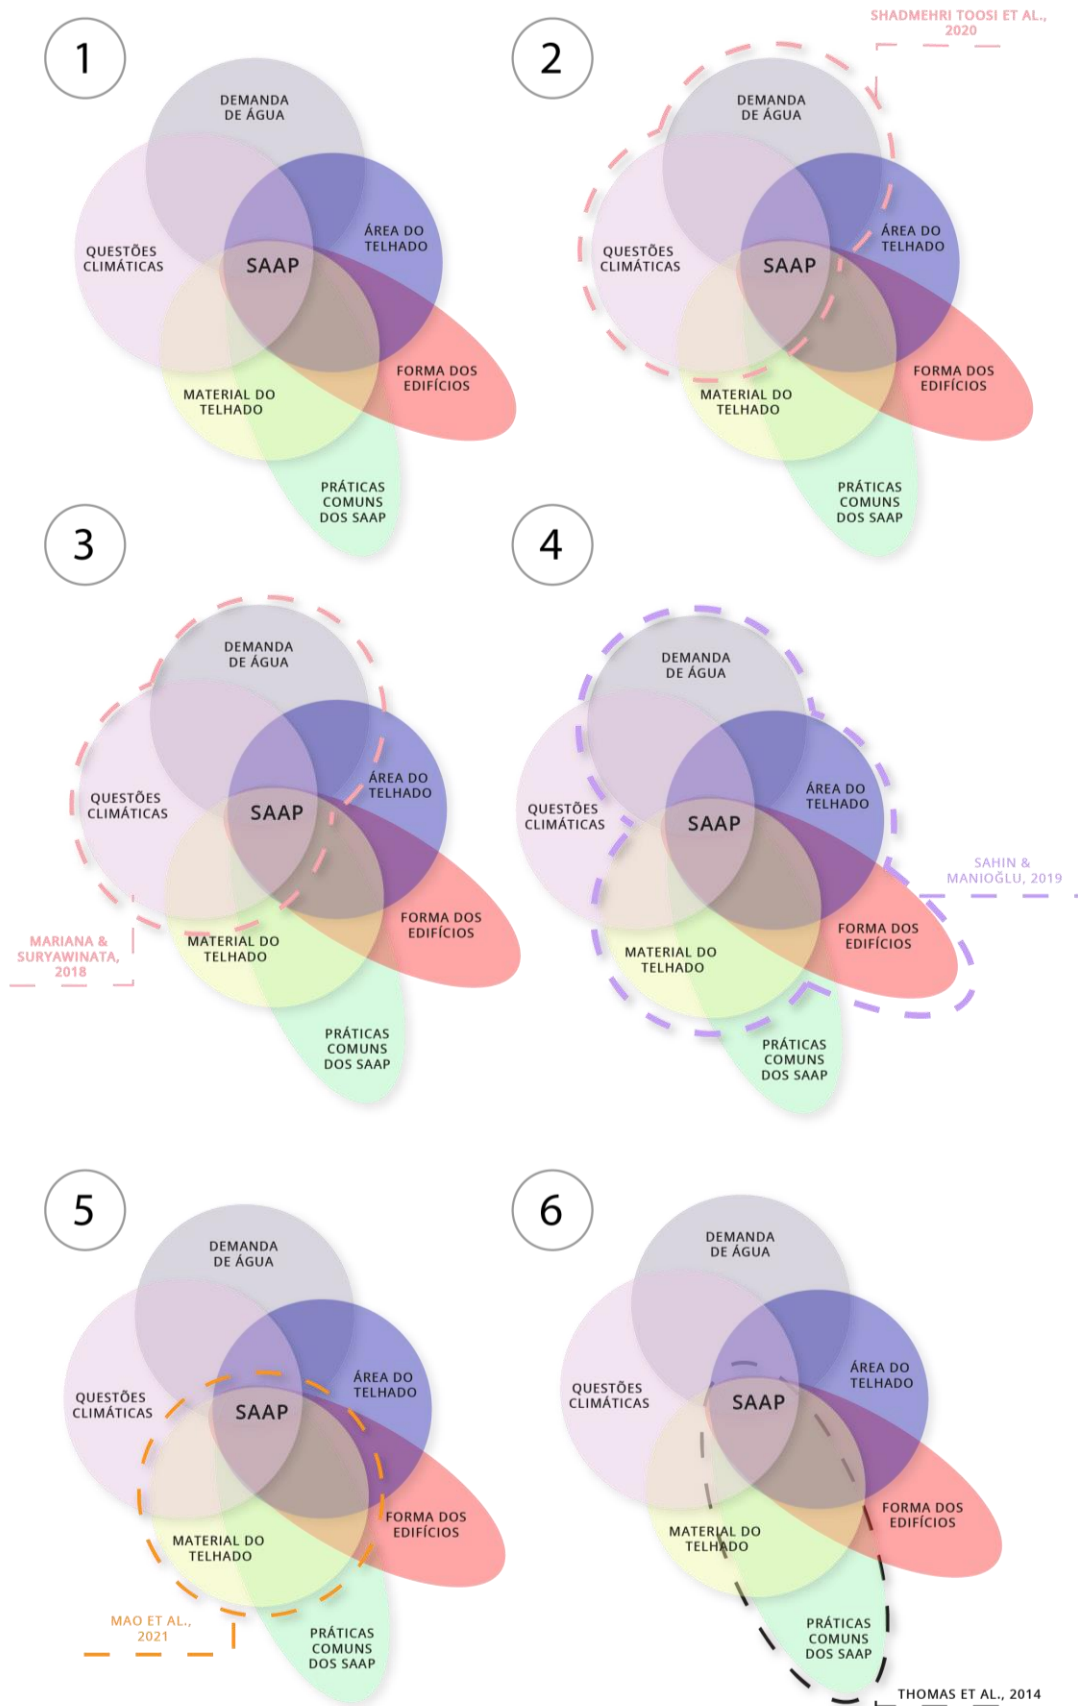 1
DEMANDA
DE ÁGUA
QUESTÕES
CLIMÁTICAS
ÁREA DO
TELHADO
SAAP
FORMA DOS
EDIFÍCIOS
MATERIAL DO
TELHADO
PRÁTICAS
COMUNS
DOS SAAP
2
SHADMEHRI TOOSI ET AL.,
2020
DEMANDA
DE ÁGUA
QUESTÕES
CLIMÁTICAS
ÁREA DO
TELHADO
SAAP
FORMA DOS
EDIFÍCIOS
MATERIAL DO
TELHADO
PRÁTICAS
COMUNS
DOS SAAP
3
DEMANDA
DE ÁGUA
QUESTÕES
CLIMÁTICAS
ÁREA DO
TELHADO
SAAP
FORMA DOS
EDIFÍCIOS
MATERIAL DO
TELHADO
MARIANA &
SURYAWINATA,
2018
PRÁTICAS
COMUNS
DOS SAAP
4
DEMANDA
DE ÁGUA
QUESTÕES
CLIMÁTICAS
ÁREA DO
TELHADO
SAAP
SAHIN &
MANIOĞLU, 2019
FORMA DOS
EDIFÍCIOS
MATERIAL DO
TELHADO
PRÁTICAS
COMUNS
DOS SAAP
5
DEMANDA
DE ÁGUA
QUESTÕES
CLIMÁTICAS
ÁREA DO
TELHADO
SAAP
FORMA DOS
EDIFÍCIOS
MATERIAL DO
TELHADO
MAO ET AL.,
2021
PRÁTICAS
COMUNS
DOS SAAP
6
DEMANDA
DE ÁGUA
QUESTÕES
CLIMÁTICAS
ÁREA DO
TELHADO
SAAP
FORMA DOS
EDIFÍCIOS
MATERIAL DO
TELHADO
PRÁTICAS
COMUNS
DOS SAAP
THOMAS ET AL., 2014